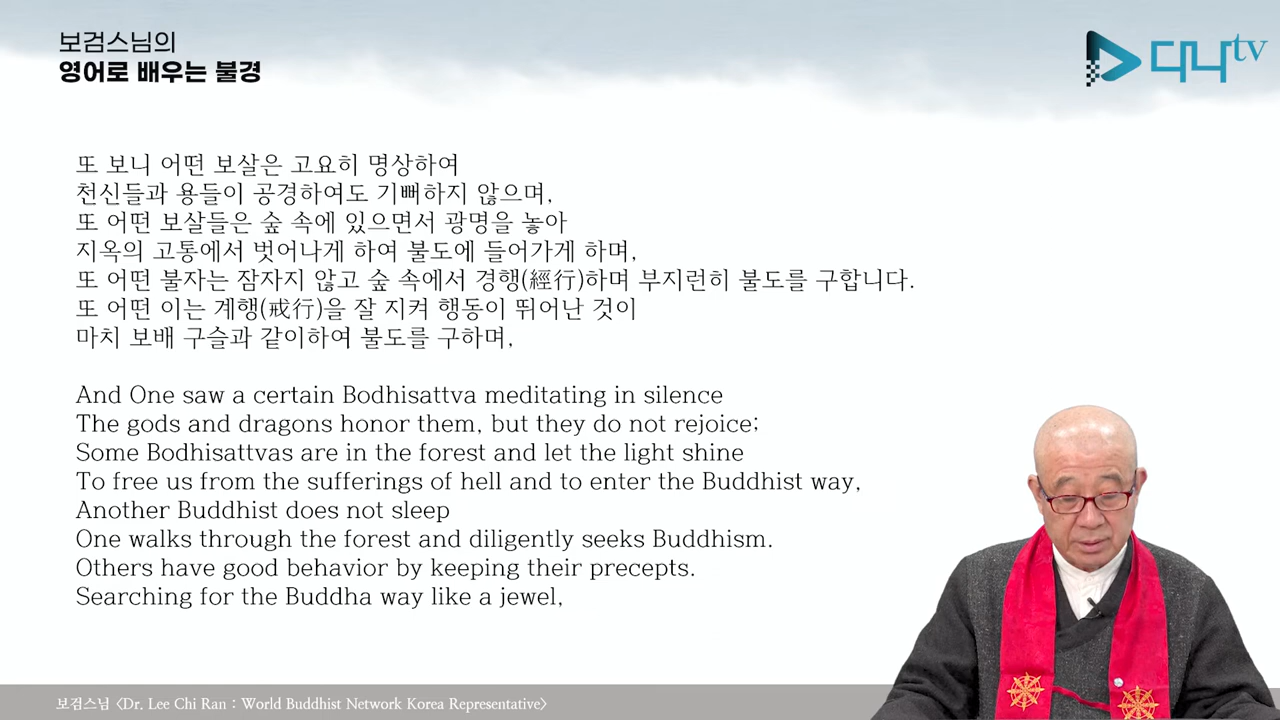 보검스님의
영어로 배우는 불경
다나tv
또 보니 어떤 보살은 고요히 명상하여
천신들과 용들이 공경하여도 기뻐하지 않으며,
또 어떤 보살들은 숲 속에 있으면서 광명을 놓아
지옥의 고통에서 벗어나게 하여 불도에 들어가게 하며,
또 어떤 불자는 잠자지 않고 숲 속에서 경행(經行)하며 부지런히 불도를 구합니다.
또 어떤 이는 계행(戒行)을 잘 지켜 행동이 뛰어난 것이
마치 보배 구슬과 같이하여 불도를 구하며,
And One saw a certain Bodhisattva meditating in silence
The gods and dragons honor them, but they do not rejoice;
Some Bodhisattvas are in the forest and let the light shine
To free us from the sufferings of hell and to enter the Buddhist way,
Another Buddhist does not sleep
One walks through the forest and diligently seeks Buddhism.
Others have good behavior by keeping their precepts.
Searching for the Buddha way like a jewel,
보검스님 <Dr. Lee Chi Ran : World Buddhist Network Korea Representative>